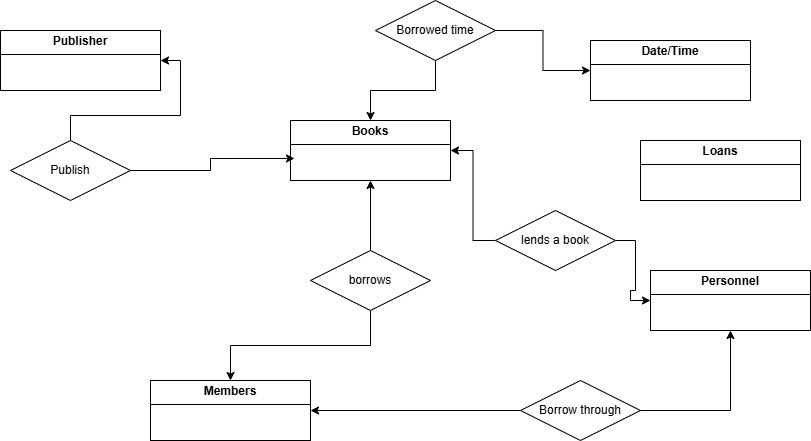 Borrowed time
Publisher
Date/Time
Books
Loans
Publish
lends a book
borrows
Personnel
Members
Borrow through